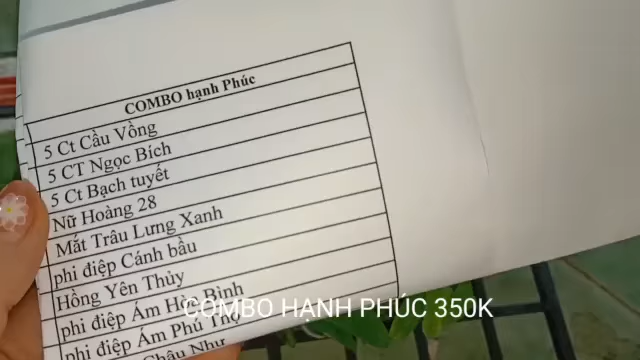 COMBO hạnh Phúc
5 Ct Cầu Vồng
5 CT Ngọc Bích
5 Ct Bạch tuyết
Nữ Hoàng 28
Mắt Trâu Lưng Xanh
phi điệp Cánh bầu
Hồng Yên Thủy
phi điệp Ám Hòa Bình
phi điệp Ám Phú Thọ
Châu Như
COMBO HẠNH PHÚC 350K